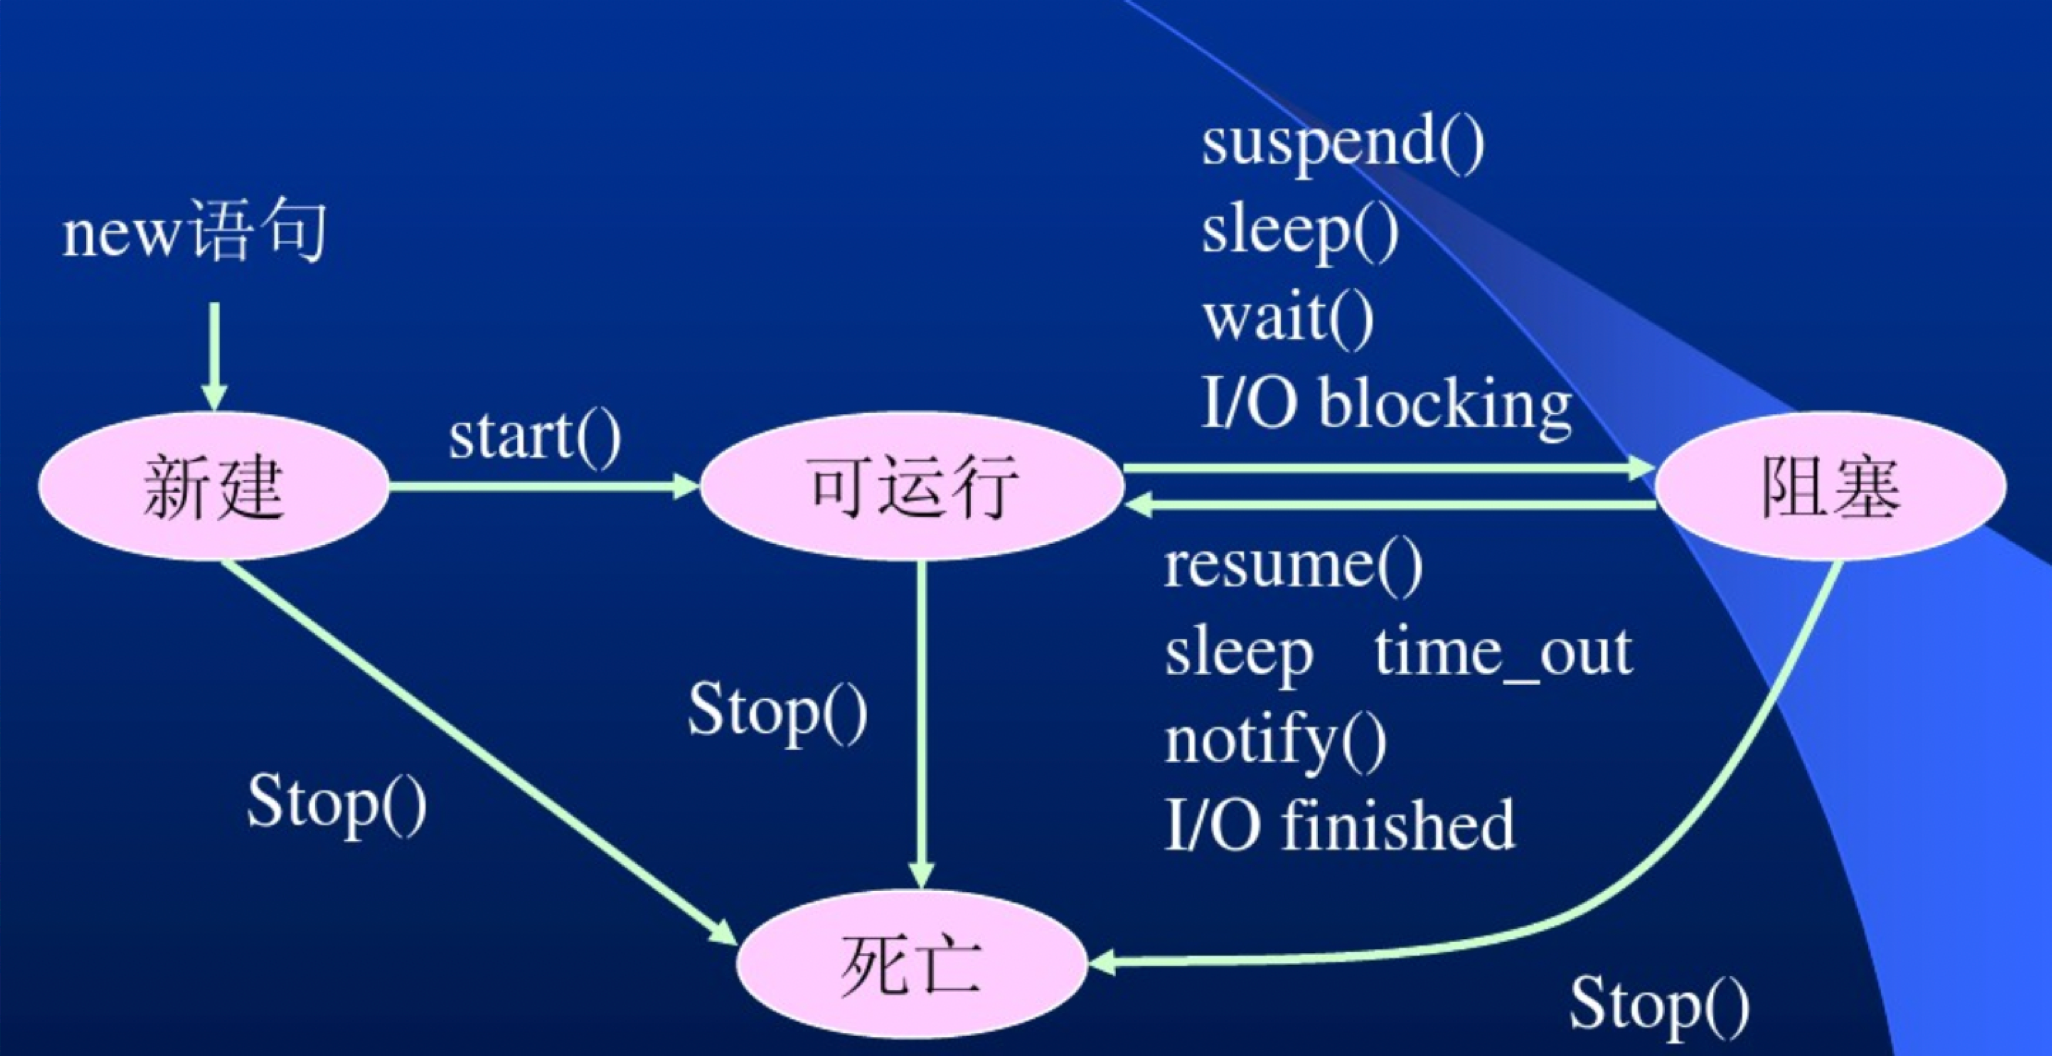 suspend()
sleep()
wait()
I/O blocking
new语句
start()
新建
可运行
阻塞
resume()
sleep time_out
notify()
I/O finished
Stop()
Stop()
死亡
Stop()